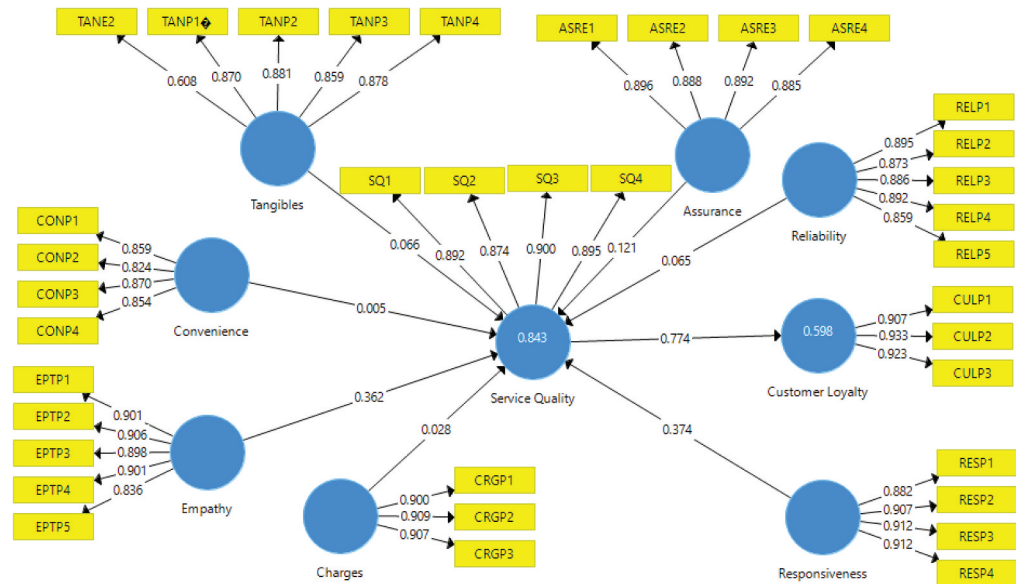 TANE2 TANP1� TANP2 TANP3 TANP4
0.608 0.870 0.881 0.859 0.878
Tangibles
ASRE1 ASRE2 ASRE3 ASRE4
0.896 0.888 0.892 0.885
Assurance
RELP1
RELP2
RELP3
RELP4
RELP5
0.895
0.873
0.886
0.892
0.859
Reliability
SQ1 SQ2 SQ3 SQ4
0.892 0.874 0.900 0.895
0.066
0.121
0.065
CONP1
CONP2
CONP3
CONP4
0.859
0.824
0.870
0.854
Convenience
0.005
0.843
Service Quality
0.774
0.598
Customer Loyalty
CULP1
CULP2
CULP3
0.907
0.933
0.923
EPTP1
EPTP2
EPTP3
EPTP4
EPTP5
0.901
0.906
0.898
0.901
0.836
Empathy
0.362
0.028
0.374
CRGP1
CRGP2
CRGP3
0.900
0.909
0.907
Charges
RESP1
RESP2
RESP3
RESP4
0.882
0.907
0.912
0.912
Responsiveness